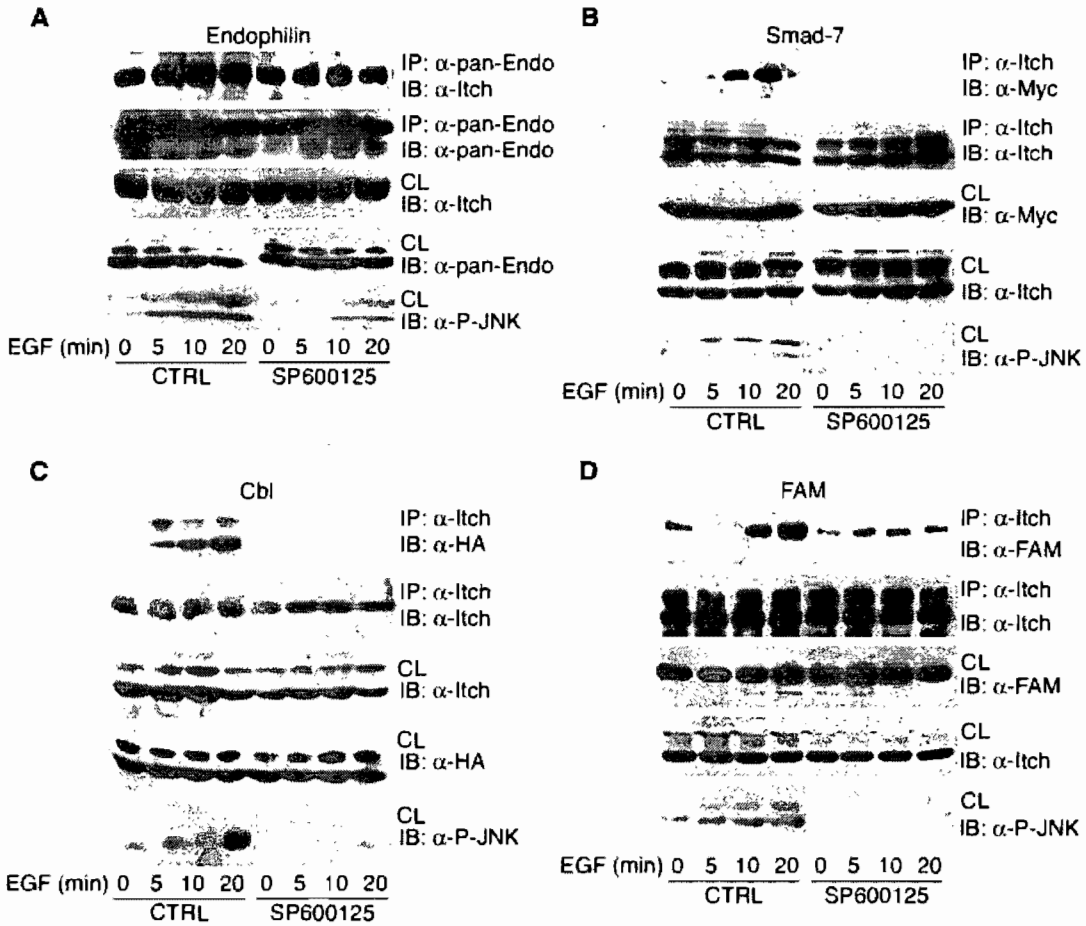 A
Endophilin
IP: α-pan-Endo
IB: α-Itch
IP: α-pan-Endo
IB: α-pan-Endo
CL
IB: α-Itch
CL
IB: α-pan-Endo
CL
IB: α-P-JNK
EGF (min) 0 5 10 20 0 5 10 20
CTRL SP600125
B
Smad-7
IP: α-Itch
IB: α-Myc
IP: α-Itch
IB: α-Itch
CL
IB: α-Myc
CL
IB: α-Itch
CL
IB: α-P-JNK
EGF (min) 0 5 10 20 0 5 10 20
CTRL SP600125
C
Cbl
IP: α-Itch
IB: α-HA
IP: α-Itch
IB: α-Itch
CL
IB: α-Itch
CL
IB: α-HA
CL
IB: α-P-JNK
EGF (min) 0 5 10 20 0 5 10 20
CTRL SP600125
D
FAM
IP: α-Itch
IB: α-FAM
IP: α-Itch
IB: α-Itch
CL
IB: α-FAM
CL
IB: α-Itch
CL
IB: α-P-JNK
EGF (min) 0 5 10 20 0 5 10 20
CTRL SP600125